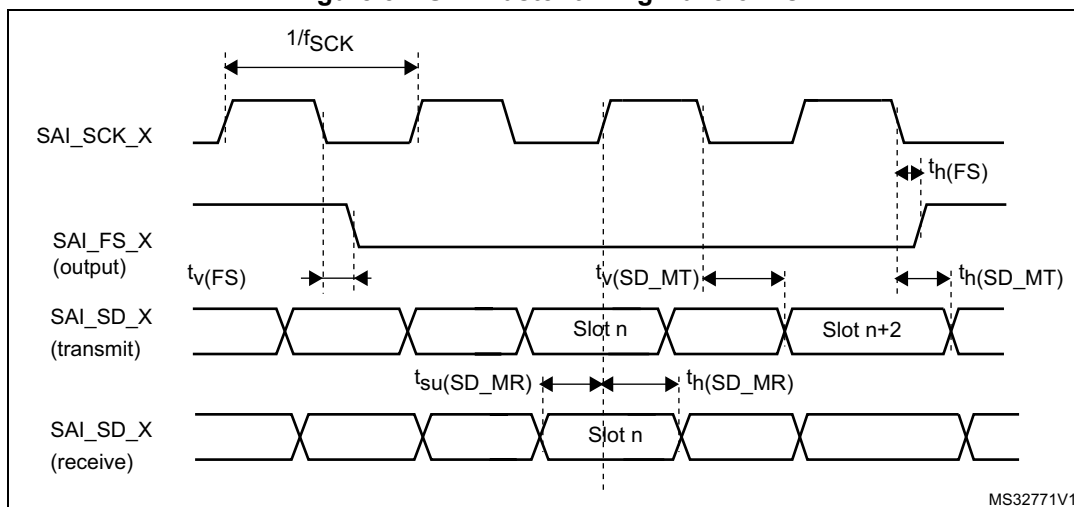 1/fSCK
SAI_SCK_X
th(FS)
SAI_FS_X
(output)
tv(FS)
tv(SD_MT)
th(SD_MT)
SAI_SD_X
(transmit)
Slot n
Slot n+2
tsu(SD_MR)
th(SD_MR)
SAI_SD_X
(receive)
Slot n
MS32771V1